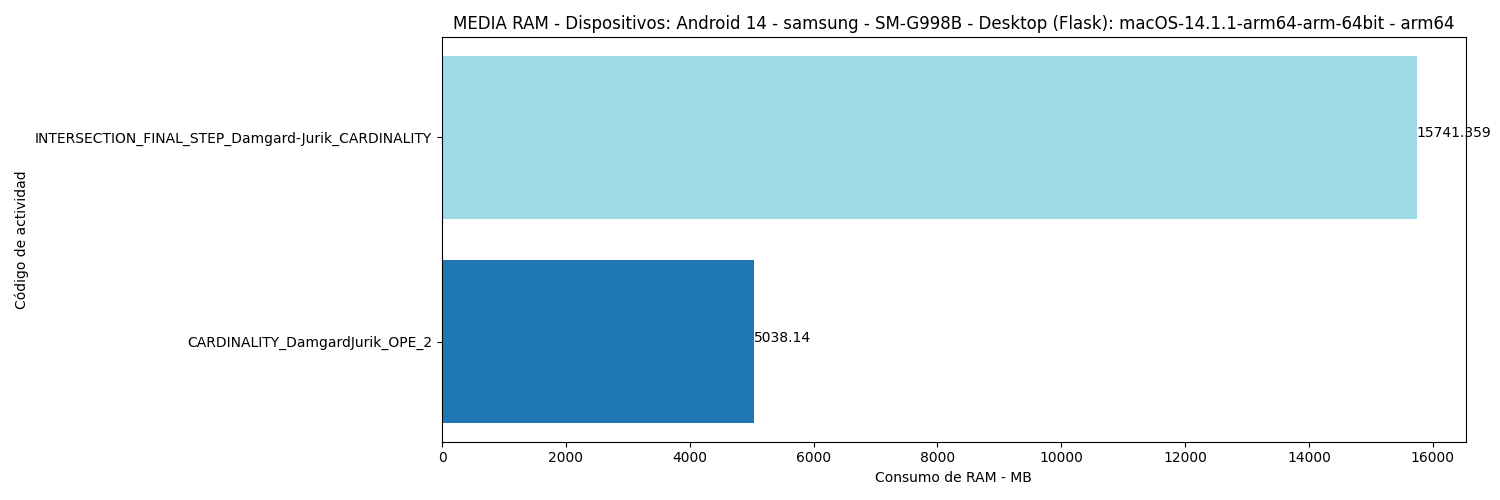 MEDIA RAM - Dispositivos: Android 14 - samsung - SM-G998B - Desktop (Flask): macOS-14.1.1-arm64-arm-64bit - arm64
INTERSECTION_FINAL_STEP_Damgard-Jurik_CARDINALITY
15741.359
Código de actividad
CARDINALITY_DamgardJurik_OPE_2
5038.14
0 2000 4000 6000 8000 10000 12000 14000 16000
Consumo de RAM - MB